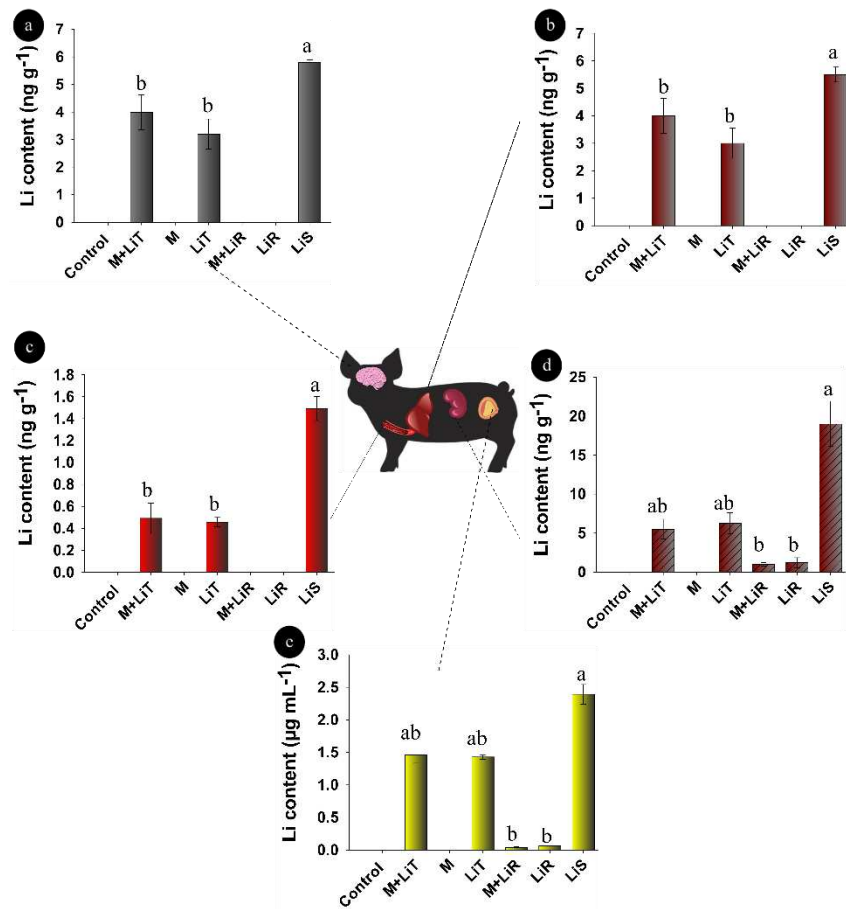 a
Li content (ng g⁻¹)
7
6
5
4
3
2
1
0
b
b
a
Control
M+LiT
M
LiT
M+LiR
LiR
LiS
b
Li content (ng g⁻¹)
7
6
5
4
3
2
1
0
b
b
a
Control
M+LiT
M
LiT
M+LiR
LiR
LiS
c
Li content (ng g⁻¹)
1.8
1.6
1.4
1.2
1.0
0.8
0.6
0.4
0.2
0.0
b
b
a
Control
M+LiT
M
LiT
M+LiR
LiR
LiS
d
Li content (ng g⁻¹)
25
20
15
10
5
0
ab
ab
b
b
a
Control
M+LiT
M
LiT
M+LiR
LiR
LiS
e
Li content (µg mL⁻¹)
3.0
2.5
2.0
1.5
1.0
0.5
0.0
ab
ab
b
b
a
Control
M+LiT
M
LiT
M+LiR
LiR
LiS